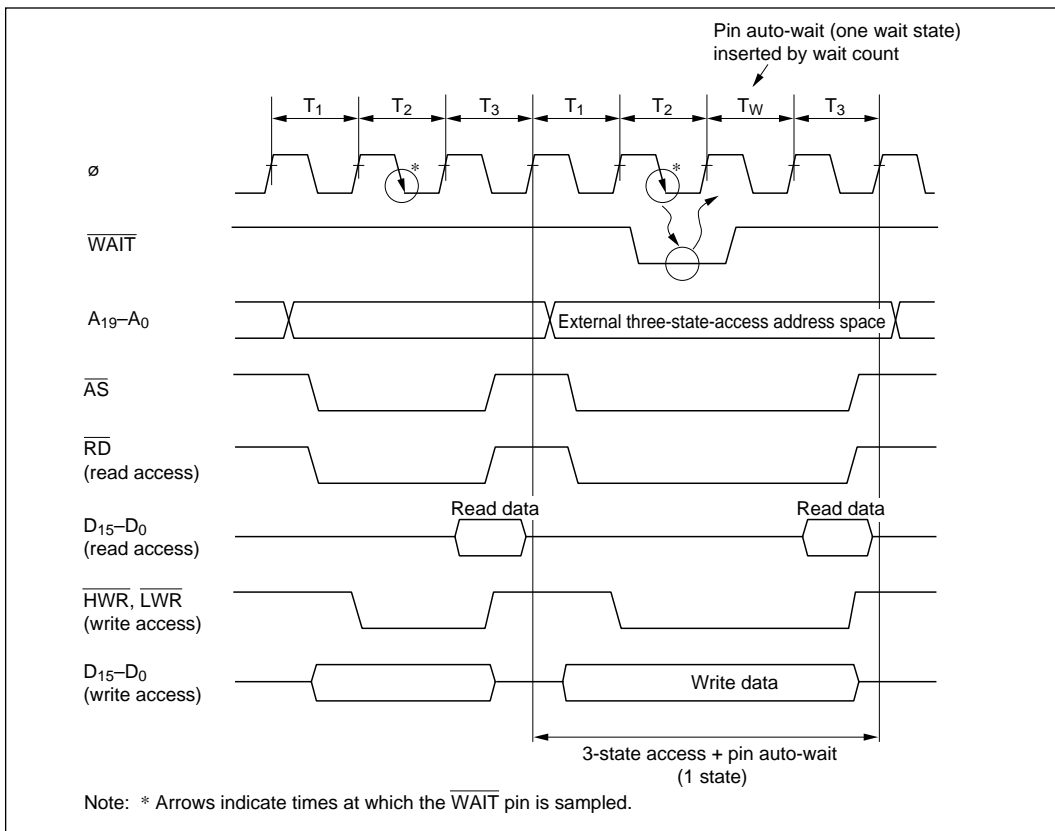 Pin auto-wait (one wait state)
inserted by wait count
T1 T2 T3 T1 T2 TW T3
ø
* *
WAIT
A19–A0
External three-state-access address space
AS
RD
(read access)
Read data Read data
D15–D0
(read access)
HWR, LWR
(write access)
D15–D0
(write access)
Write data
3-state access + pin auto-wait
(1 state)
Note: * Arrows indicate times at which the WAIT pin is sampled.